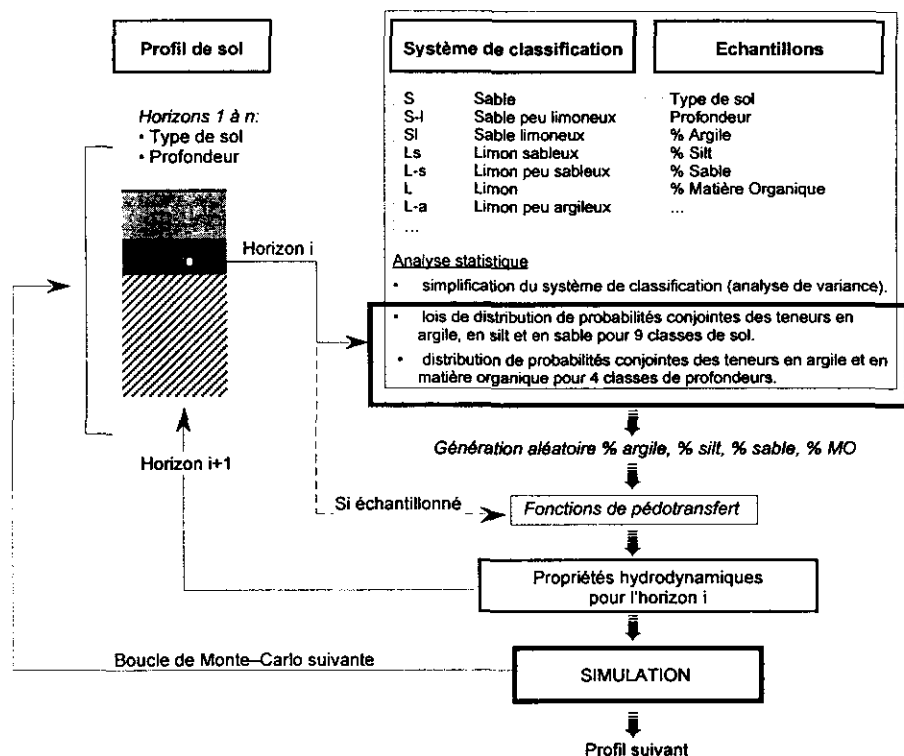 Profil de sol
Système de classification
Echantillons
Horizons 1 à n:
• Type de sol
• Profondeur
S Sable
S-l Sable peu limoneux
Sl Sable limoneux
Ls Limon sableux
L-s Limon peu sableux
L Limon
L-a Limon peu argileux
...
Type de sol
Profondeur
% Argile
% Silt
% Sable
% Matière Organique
...
Horizon i
Analyse statistique
• simplification du système de classification (analyse de variance).
• lois de distribution de probabilités conjointes des teneurs en
argile, en silt et en sable pour 9 classes de sol.
• distribution de probabilités conjointes des teneurs en argile et en
matière organique pour 4 classes de profondeurs.
Génération aléatoire % argile, % silt, % sable, % MO
Horizon i+1
Si échantillonné
Fonctions de pédotransfert
Propriétés hydrodynamiques
pour l'horizon i
Boucle de Monte–Carlo suivante
SIMULATION
Profil suivant